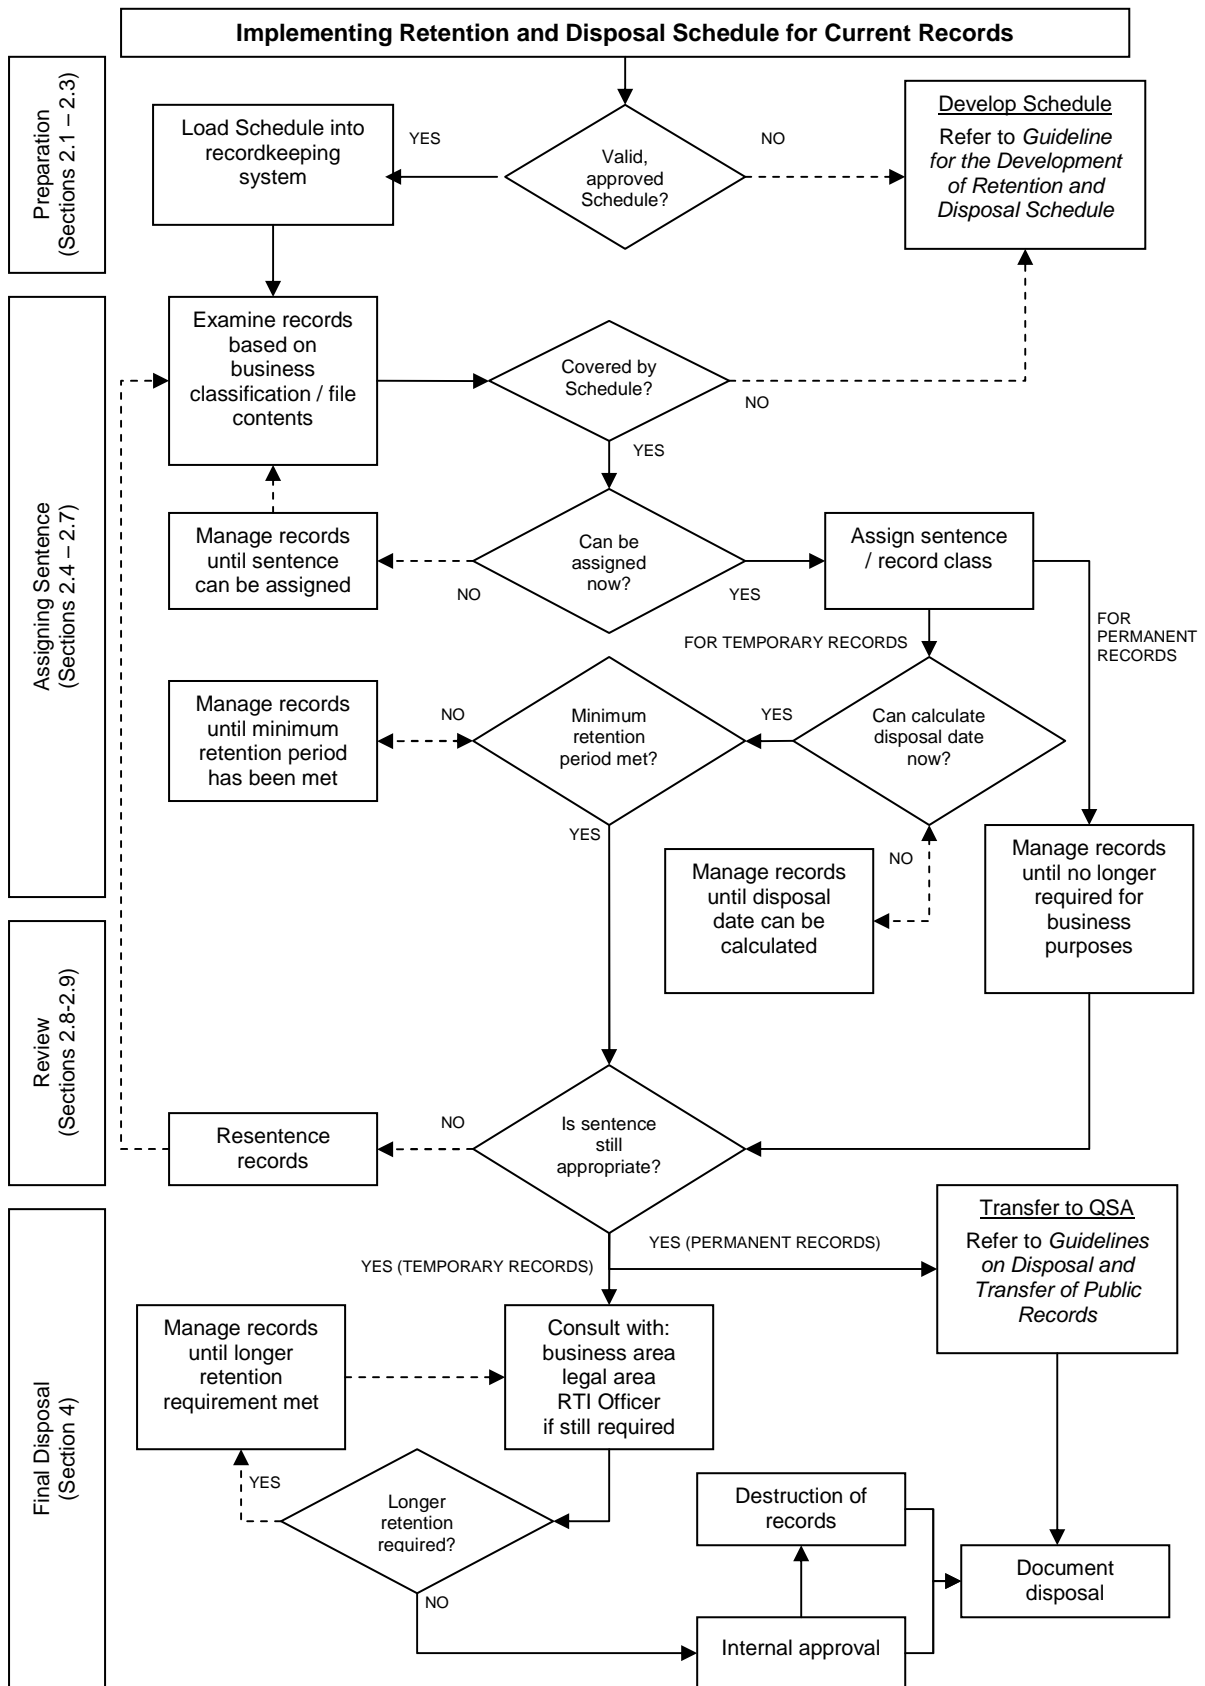 Implementing Retention and Disposal Schedule for Current Records
Preparation
(Sections 2.1 – 2.3)
Load Schedule into
recordkeeping
system
YES
Valid,
approved
Schedule?
NO
Develop Schedule
Refer to Guideline
for the Development
of Retention and
Disposal Schedule
Assigning Sentence
(Sections 2.4 – 2.7)
Examine records
based on
business
classification / file
contents
Covered by
Schedule?
NO
YES
Manage records
until sentence
can be assigned
NO
Can be
assigned
now?
YES
Assign sentence
/ record class
FOR TEMPORARY RECORDS
FOR
PERMANENT
RECORDS
Manage records
until minimum
retention period
has been met
NO
Minimum
retention
period met?
YES
Can calculate
disposal date
now?
YES
NO
Manage records
until disposal
date can be
calculated
Manage records
until no longer
required for
business
purposes
Review
(Sections 2.8-2.9)
Resentence
records
NO
Is sentence
still
appropriate?
YES (PERMANENT RECORDS)
YES (TEMPORARY RECORDS)
Transfer to QSA
Refer to Guidelines
on Disposal and
Transfer of Public
Records
Final Disposal
(Section 4)
Manage records
until longer
retention
requirement met
Consult with:
business area
legal area
RTI Officer
if still required
YES
Longer
retention
required?
NO
Destruction of
records
Internal approval
Document
disposal